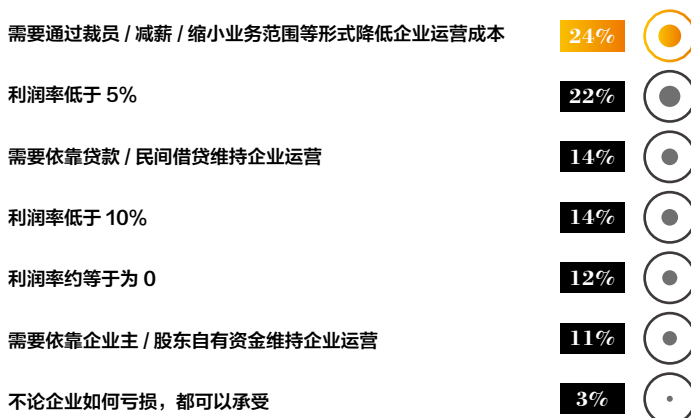 需要通过裁员 / 减薪 / 缩小业务范围等形式降低企业运营成本 24%
利润率低于 5% 22%
需要依靠贷款 / 民间借贷维持企业运营 14%
利润率低于 10% 14%
利润率约等于为 0 12%
需要依靠企业主 / 股东自有资金维持企业运营 11%
不论企业如何亏损，都可以承受 3%